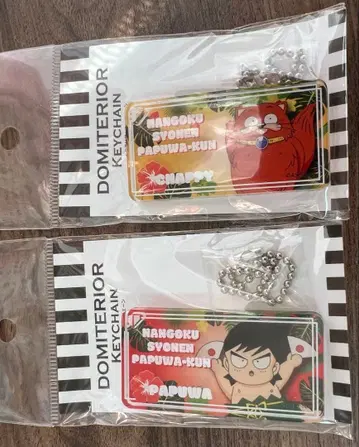 DOMITERIOR
KEYCHAIN
NANGOKU
SYONEN
PAPUWA-KUN
CHAPPY
DOMITERIOR
KEYCHAIN
NANGOKU
SYONEN
PAPUWA-KUN
PAPUWA